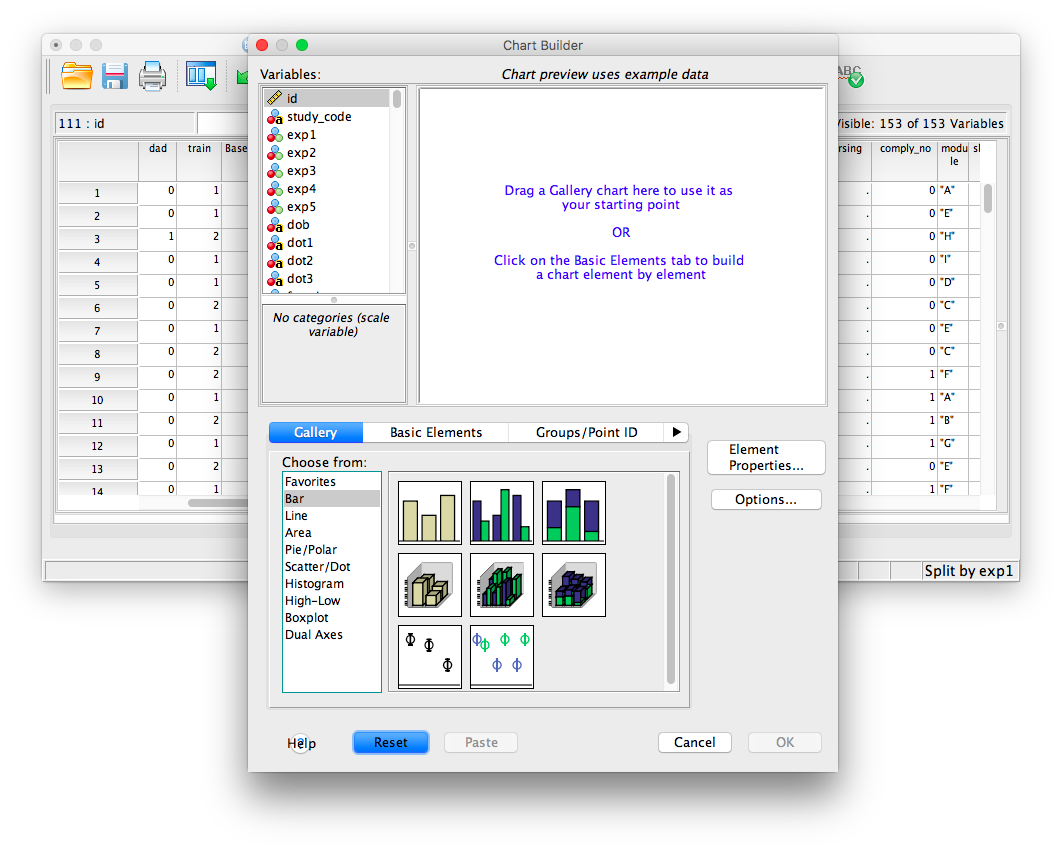 Chart Builder
ABC
111 : id
Visible: 153 of 153 Variables
Variables:
Chart preview uses example data
id
study_code
exp1
exp2
exp3
exp4
exp5
dob
dot1
dot2
dot3
No categories (scale
variable)
Drag a Gallery chart here to use it as
your starting point
OR
Click on the Basic Elements tab to build
a chart element by element
dad train Base
rsing comply_no modu
le
1 0 1 . 0 "A"
2 0 1 . 0 "E"
3 1 2 . 0 "H"
4 0 1 . 0 "I"
5 0 1 . 0 "D"
6 0 2 . 0 "C"
7 0 1 . 0 "E"
8 0 2 . 0 "C"
9 0 2 . 1 "F"
10 0 1 . 1 "A"
11 0 2 . 1 "B"
12 0 1 . 1 "G"
13 0 2 . 0 "E"
14 0 1 . 1 "F"
Gallery
Basic Elements
Groups/Point ID
Choose from:
Favorites
Bar
Line
Area
Pie/Polar
Scatter/Dot
Histogram
High-Low
Boxplot
Dual Axes
Element
Properties...
Options...
Split by exp1
Help
Reset
Paste
Cancel
OK